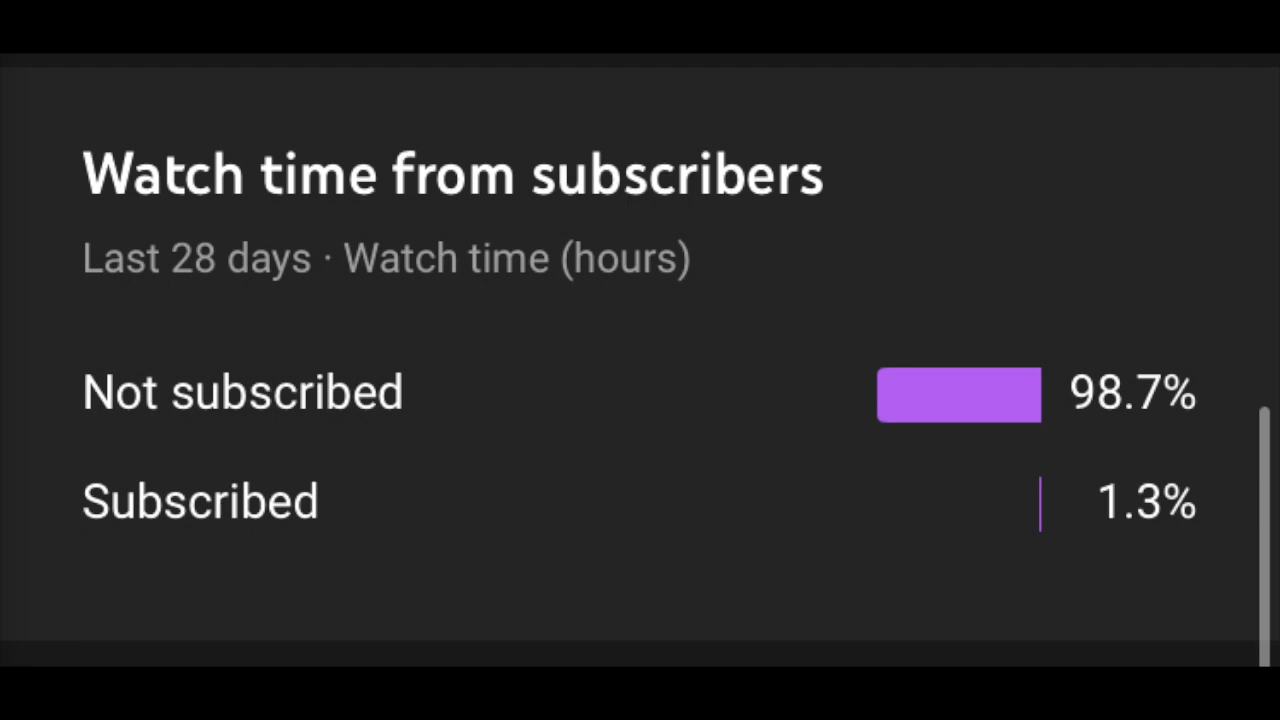 Watch time from subscribers
Last 28 days · Watch time (hours)
Not subscribed 98.7%
Subscribed 1.3%